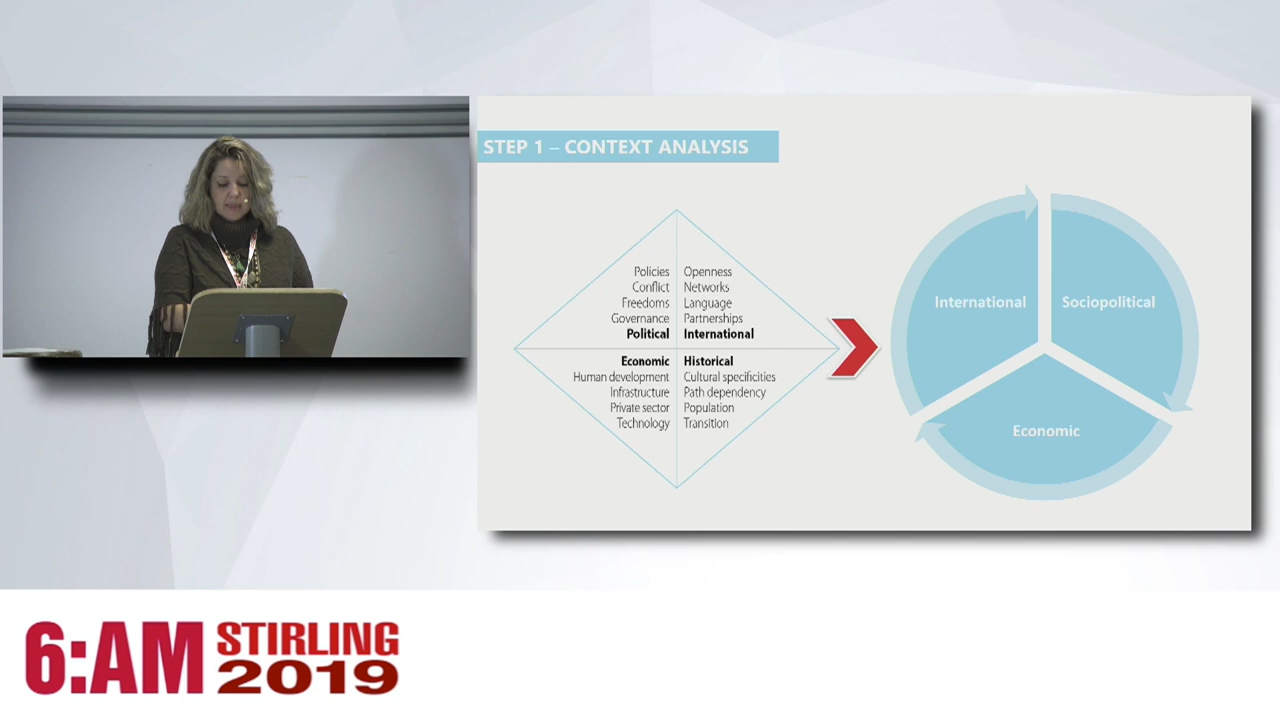 STEP 1 – CONTEXT ANALYSIS
Policies
Conflict
Freedoms
Governance
Political
Openness
Networks
Language
Partnerships
International
Economic
Human development
Infrastructure
Private sector
Technology
Historical
Cultural specificities
Path dependency
Population
Transition
International
Sociopolitical
Economic
6:AM
STIRLING
2019